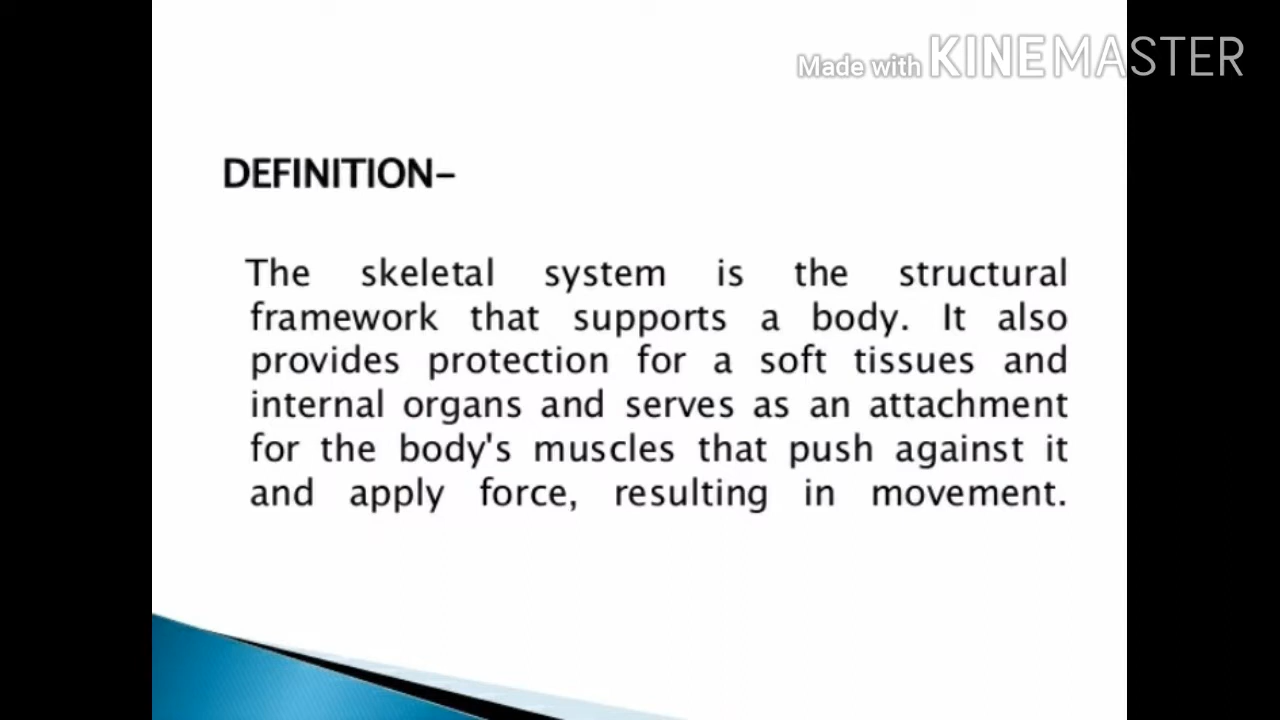 Made with KINEMASTER
DEFINITION–
The skeletal system is the structural
framework that supports a body. It also
provides protection for a soft tissues and
internal organs and serves as an attachment
for the body's muscles that push against it
and apply force, resulting in movement.